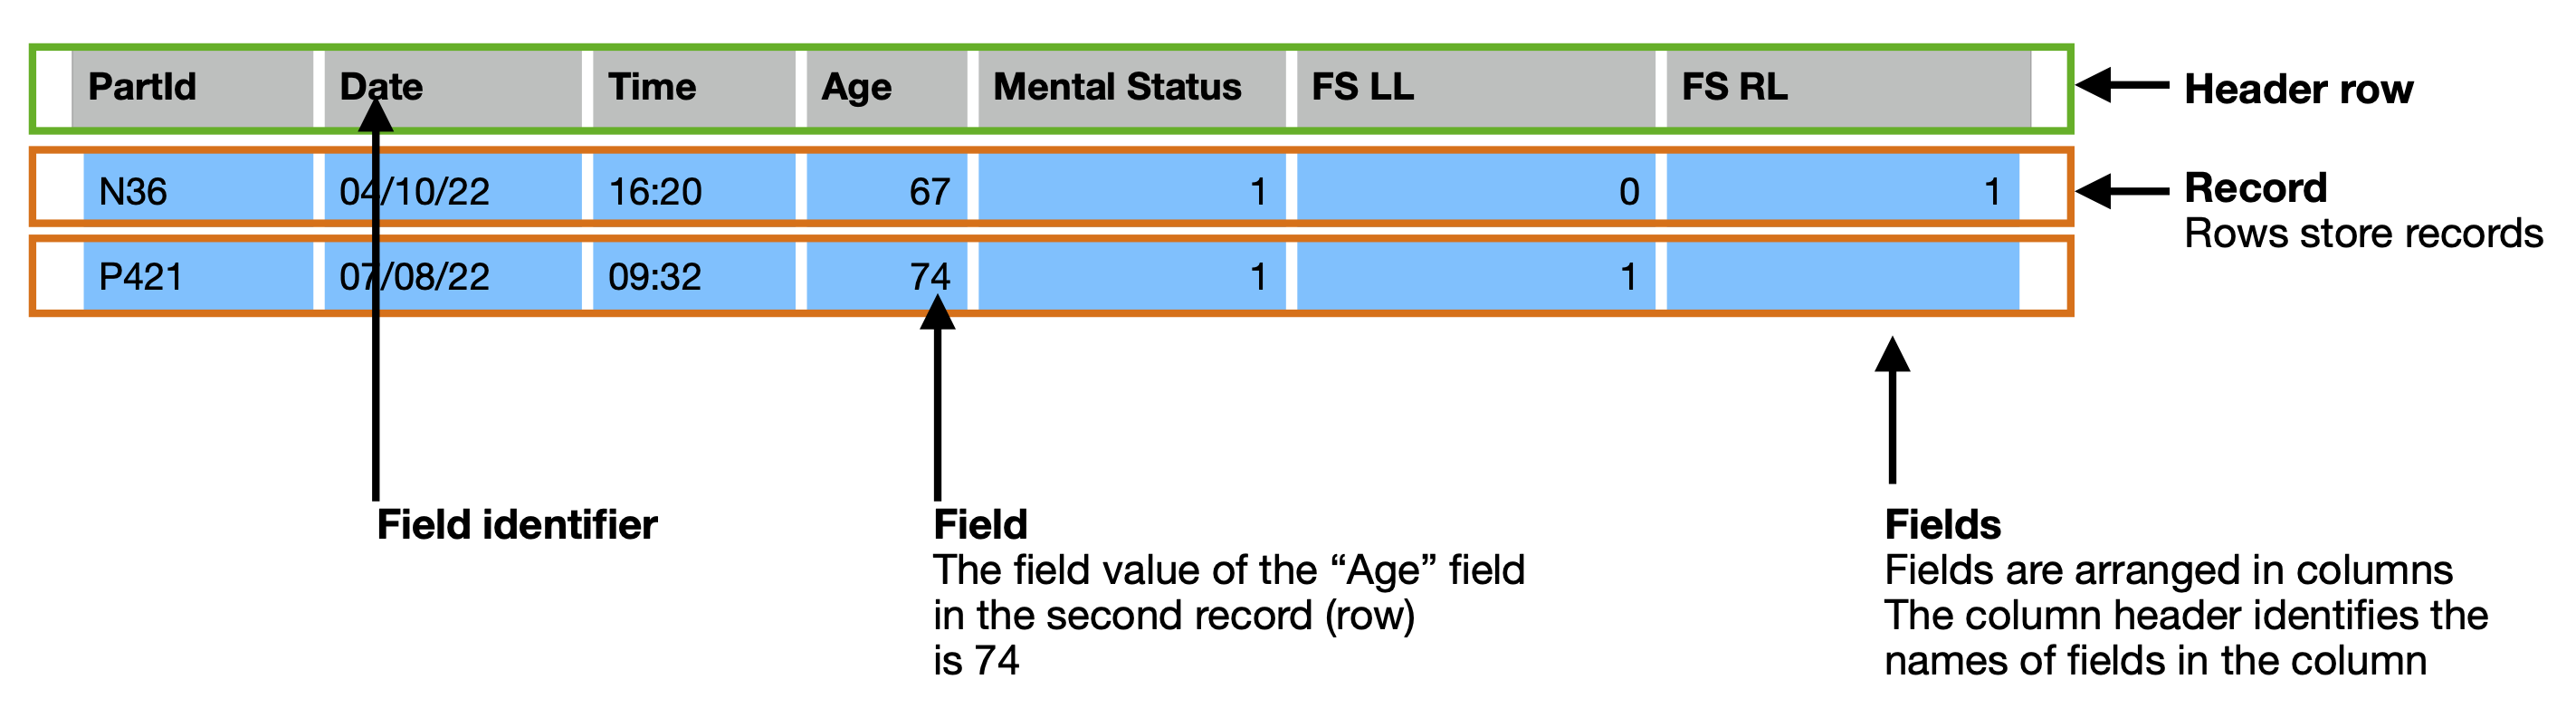 PartId Date Time Age Mental Status FS LL FS RL
Header row
N36 04/10/22 16:20 67 1 0 1
Record
Rows store records
P421 07/08/22 09:32 74 1 1
Field identifier
Field
The field value of the “Age” field
in the second record (row)
is 74
Fields
Fields are arranged in columns
The column header identifies the
names of fields in the column